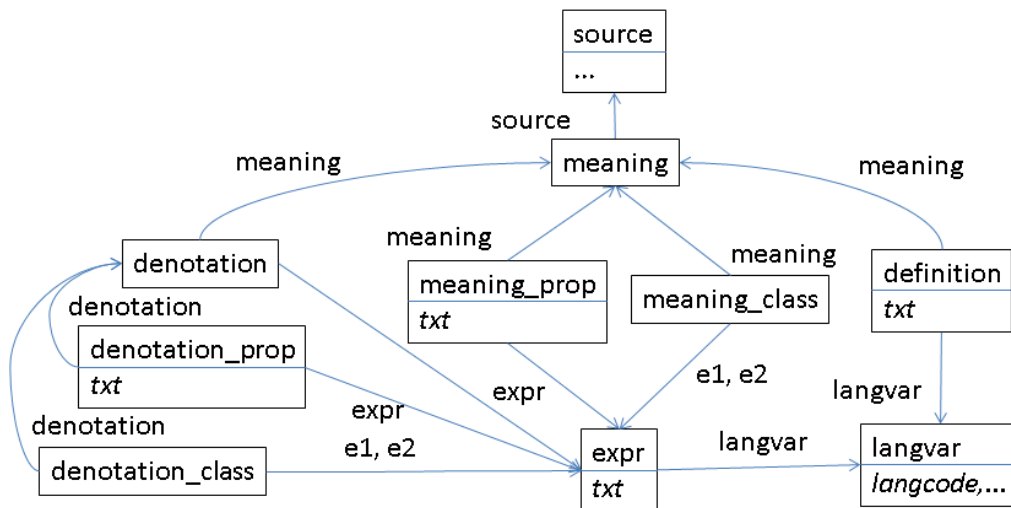 source
...
source
meaning
meaning
meaning
meaning
meaning
denotation
meaning_prop
txt
meaning_class
definition
txt
denotation
denotation_prop
txt
e1, e2
langvar
expr
expr
denotation
e1, e2
denotation_class
expr
txt
langvar
langvar
langcode,...